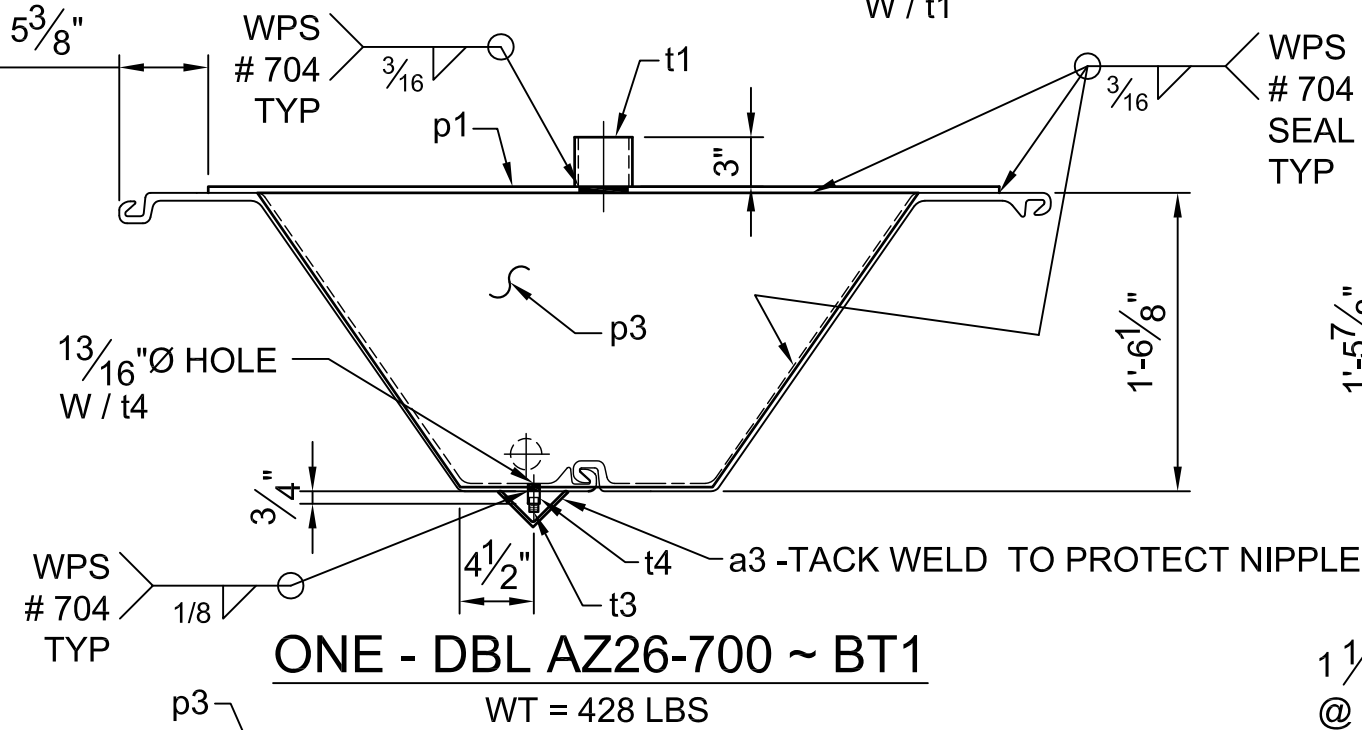 W / t1
5 3/8"
WPS
# 704
TYP
3/16
t1
p1
3"
3/16
WPS
# 704
SEAL
TYP
p3
13/16"Ø HOLE
W / t4
1'-6 1/8"
3/4"
WPS
# 704
TYP
1/8
4 1/2"
t4
t3
a3 -TACK WELD TO PROTECT NIPPLE
ONE - DBL AZ26-700 ~ BT1
WT = 428 LBS
p3
@